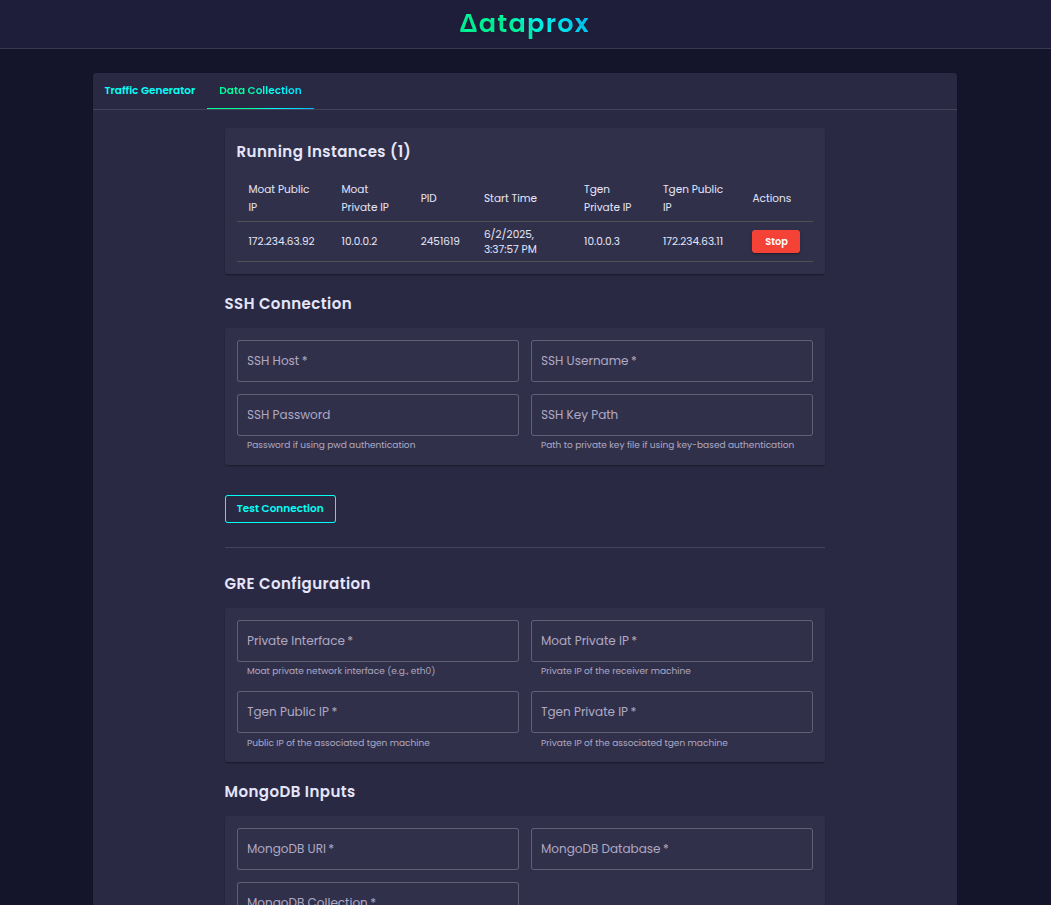 Δataprox
Traffic Generator Data Collection
Running Instances (1)
Moat Public IP Moat Private IP PID Start Time Tgen Private IP Tgen Public IP Actions
172.234.63.92 10.0.0.2 2451619 6/2/2025, 3:37:57 PM 10.0.0.3 172.234.63.11 Stop
SSH Connection
SSH Host * SSH Username *
SSH Password SSH Key Path
Password if using pwd authentication Path to private key file if using key-based authentication
Test Connection
GRE Configuration
Private Interface * Moat Private IP *
Moat private network interface (e.g., eth0) Private IP of the receiver machine
Tgen Public IP * Tgen Private IP *
Public IP of the associated tgen machine Private IP of the associated tgen machine
MongoDB Inputs
MongoDB URI * MongoDB Database *
MongoDB Collection *